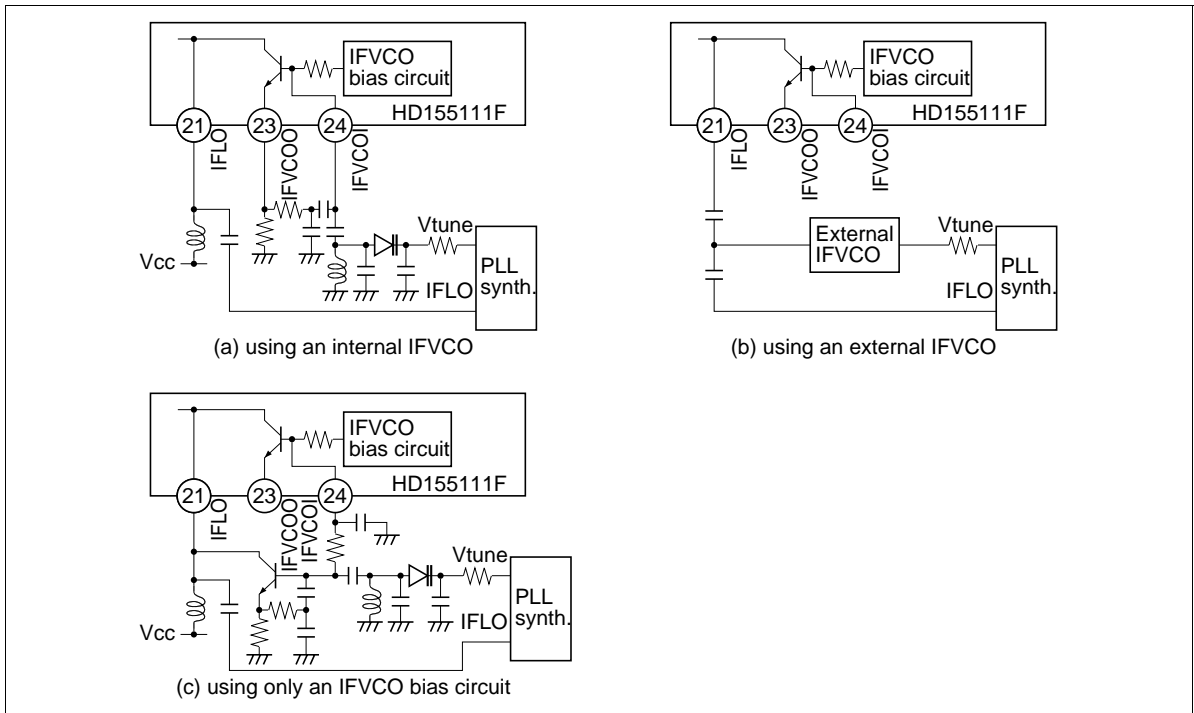 IFVCO
bias circuit
HD155111F
21
23
24
IFLO
IFVCOO
IFVCOI
Vtune
Vcc
PLL
synth.
IFLO
(a) using an internal IFVCO
IFVCO
bias circuit
HD155111F
21
23
24
IFLO
IFVCOO
IFVCOI
External
IFVCO
Vtune
PLL
synth.
IFLO
(b) using an external IFVCO
IFVCO
bias circuit
HD155111F
21
23
24
IFLO
IFVCOO
IFVCOI
Vtune
Vcc
PLL
synth.
IFLO
(c) using only an IFVCO bias circuit